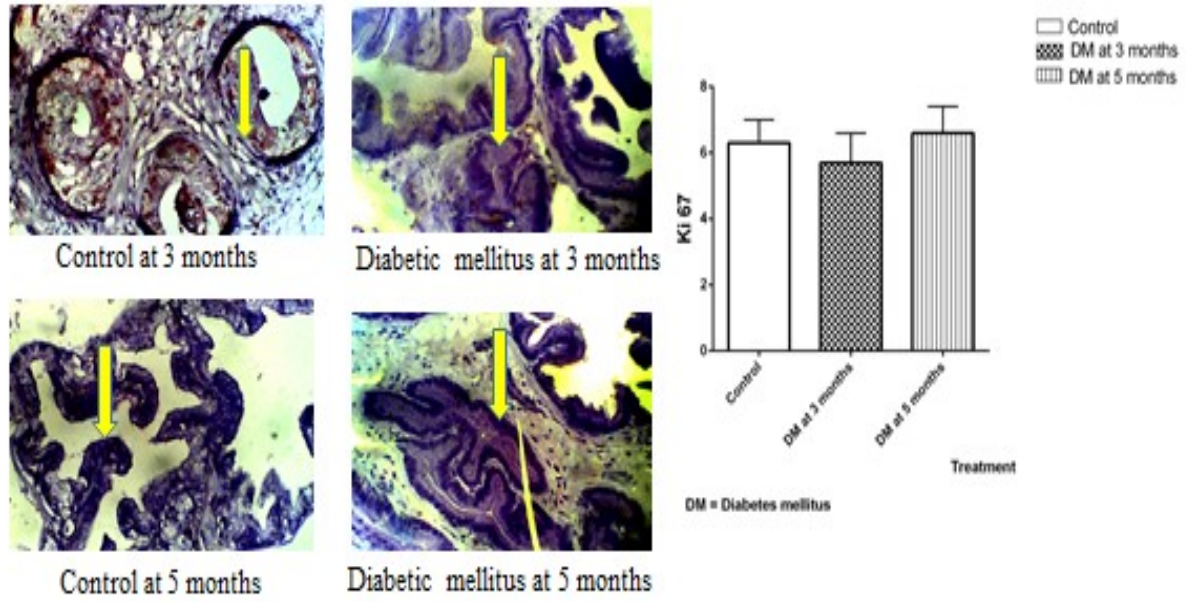 Control at 3 months
Diabetic mellitus at 3 months
Control at 5 months
Diabetic mellitus at 5 months
Control
DM at 3 months
DM at 5 months
Ki 67
8
6
4
2
0
Control
DM at 3 months
DM at 5 months
Treatment
DM = Diabetes mellitus